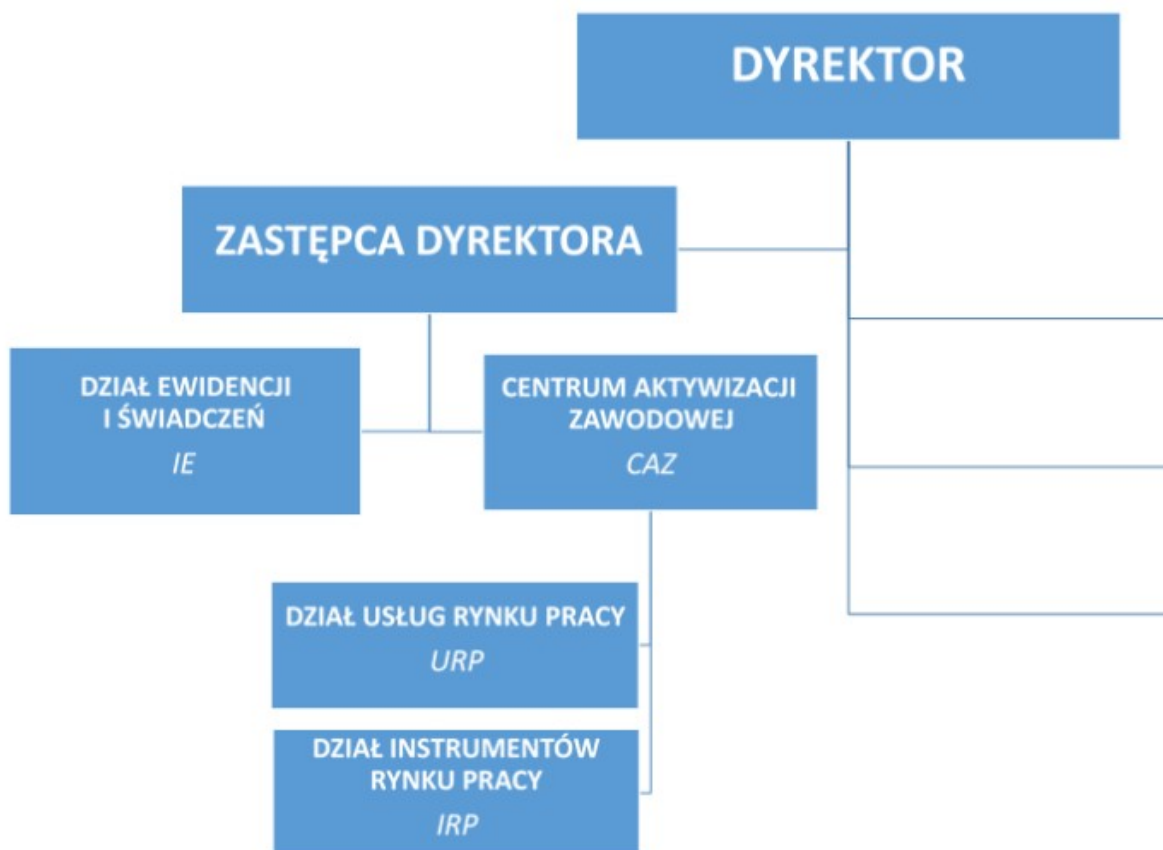 DYREKTOR
ZASTĘPCA DYREKTORA
DZIAŁ EWIDENCJI
I ŚWIADCZEŃ
IE
CENTRUM AKTYWIZACJI
ZAWODOWEJ
CAZ
DZIAŁ USŁUG RYNKU PRACY
URP
DZIAŁ INSTRUMENTÓW
RYNKU PRACY
IRP